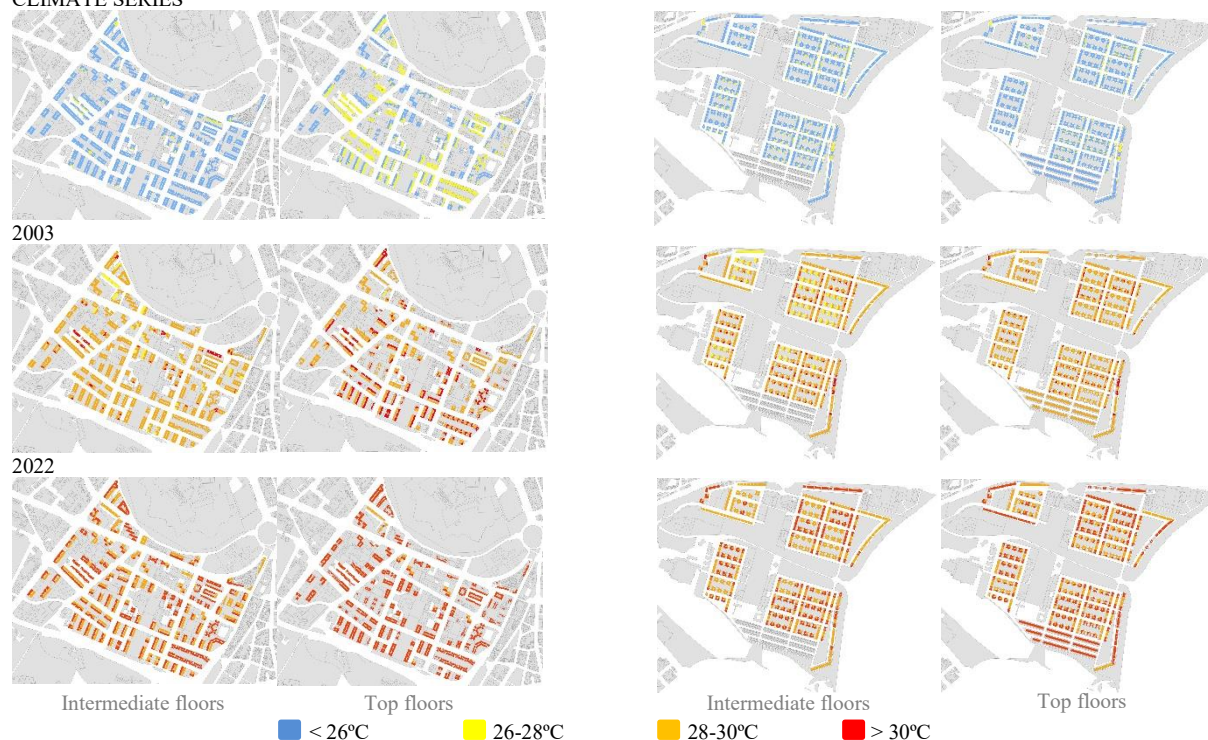 CLIMATE SERIES
2003
2022
Intermediate floors
Top floors
Intermediate floors
Top floors
< 26ºC
26-28ºC
28-30ºC
> 30ºC